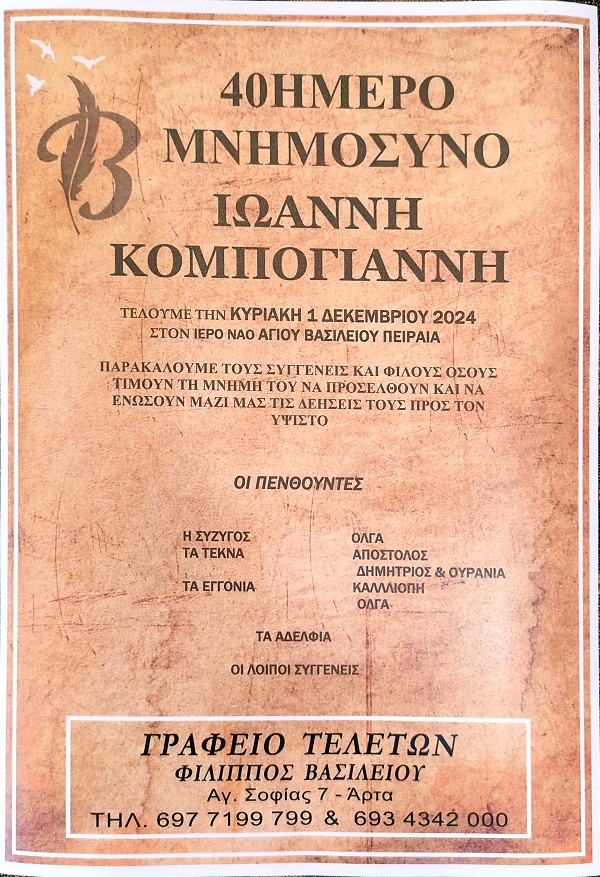 Β
40ΗΜΕΡΟ
ΜΝΗΜΟΣΥΝΟ
ΙΩΑΝΝΗ
ΚΟΜΠΟΓΙΑΝΝΗ
ΤΕΛΟΥΜΕ ΤΗΝ ΚΥΡΙΑΚΗ 1 ΔΕΚΕΜΒΡΙΟΥ 2024
ΣΤΟΝ ΙΕΡΟ ΝΑΟ ΑΓΙΟΥ ΒΑΣΙΛΕΙΟΥ ΠΕΙΡΑΙΑ
ΠΑΡΑΚΑΛΟΥΜΕ ΤΟΥΣ ΣΥΓΓΕΝΕΙΣ ΚΑΙ ΦΙΛΟΥΣ ΟΣΟΥΣ
ΤΙΜΟΥΝ ΤΗ ΜΝΗΜΗ ΤΟΥ ΝΑ ΠΡΟΣΕΛΘΟΥΝ ΚΑΙ ΝΑ
ΕΝΩΣΟΥΝ ΜΑΖΙ ΜΑΣ ΤΙΣ ΔΕΗΣΕΙΣ ΤΟΥΣ ΠΡΟΣ ΤΟΝ
ΥΨΙΣΤΟ
ΟΙ ΠΕΝΘΟΥΝΤΕΣ
Η ΣΥΖΥΓΟΣ ΟΛΓΑ
ΤΑ ΤΕΚΝΑ ΑΠΟΣΤΟΛΟΣ
ΔΗΜΗΤΡΙΟΣ & ΟΥΡΑΝΙΑ
ΤΑ ΕΓΓΟΝΙΑ ΚΑΛΛΛΙΟΠΗ
ΟΛΓΑ
ΤΑ ΑΔΕΛΦΙΑ
ΟΙ ΛΟΙΠΟΙ ΣΥΓΓΕΝΕΙΣ
ΓΡΑΦΕΙΟ ΤΕΛΕΤΩΝ
ΦΙΛΙΠΠΟΣ ΒΑΣΙΛΕΙΟΥ
Αγ. Σοφίας 7 - Άρτα
ΤΗΛ. 697 7199 799 & 693 4342 000